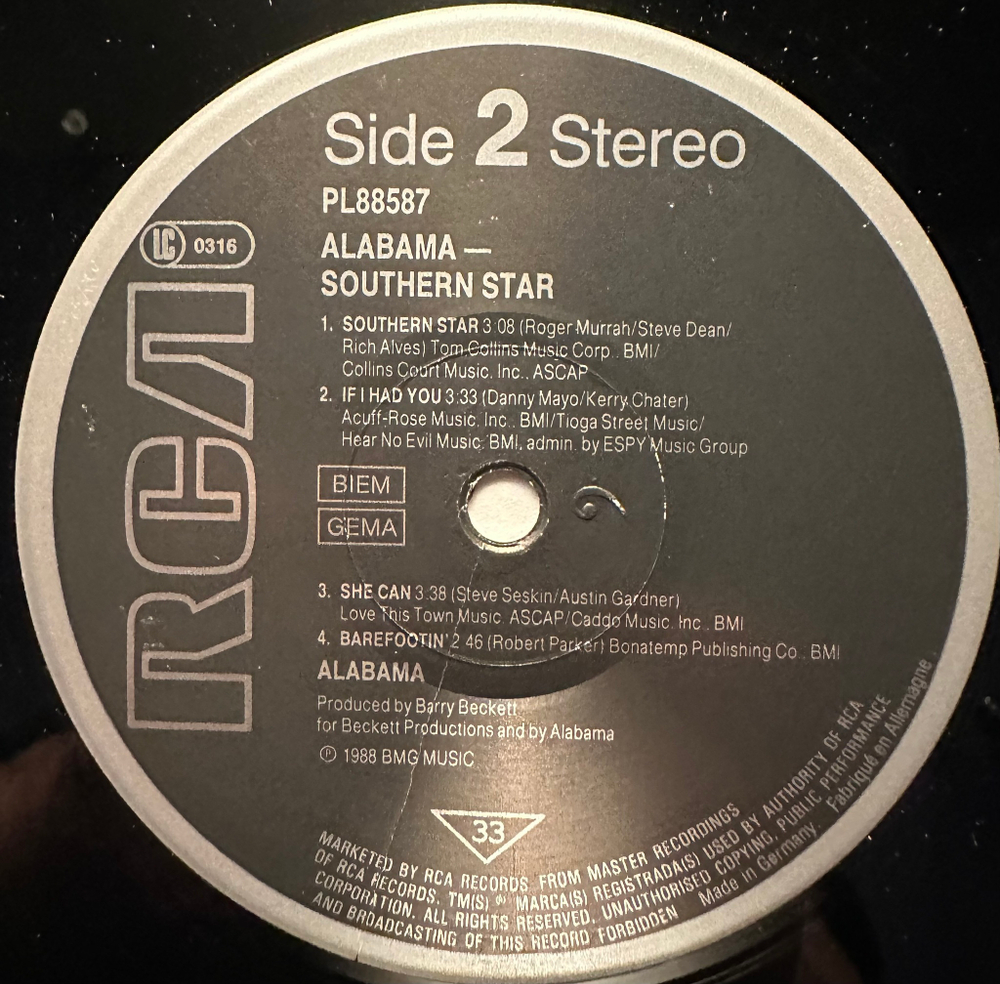 Side 2 Stereo
PL88587
LC 0316
ALABAMA —
SOUTHERN STAR
RCA
1. SOUTHERN STAR 3:08 (Roger Murrah/Steve Dean/
Rich Alves) Tom Collins Music Corp., BMI/
Collins Court Music, Inc., ASCAP
2. IF I HAD YOU 3:33 (Danny Mayo/Kerry Chater)
Acuff-Rose Music, Inc., BMI/Tioga Street Music/
Hear No Evil Music, BMI, admin. by ESPY Music Group
BIEM
GEMA
3. SHE CAN 3:38 (Steve Seskin/Austin Gardner)
Love This Town Music, ASCAP/Caddo Music, Inc., BMI
4. BAREFOOTIN' 2:46 (Robert Parker) Bonatemp Publishing Co., BMI
ALABAMA
Produced by Barry Beckett
for Beckett Productions and by Alabama
℗ 1988 BMG MUSIC
33
MARKETED BY RCA RECORDS FROM MASTER RECORDINGS
OF RCA RECORDS. TM(S) ® MARCA(S) REGISTRADA(S) USED BY AUTHORITY OF RCA
CORPORATION. ALL RIGHTS RESERVED. UNAUTHORISED COPYING, PUBLIC PERFORMANCE
AND BROADCASTING OF THIS RECORD FORBIDDEN Made in Germany. Fabriqué en Allemagne